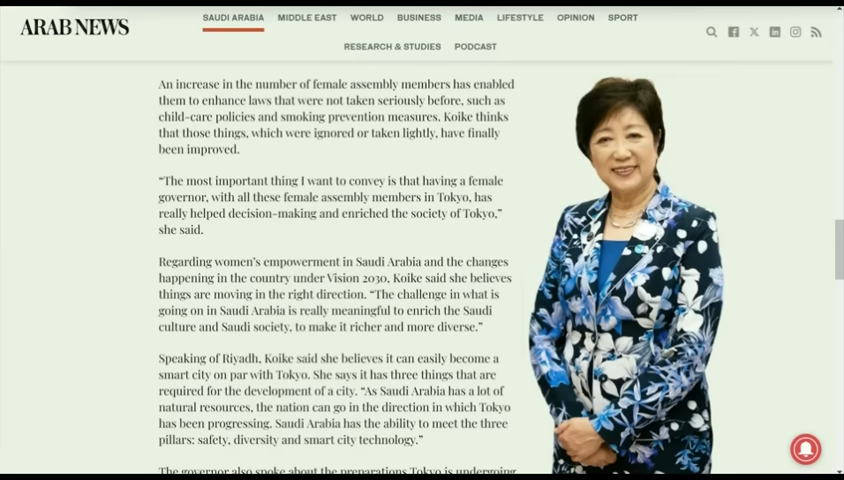 ARAB NEWS
SAUDI ARABIA MIDDLE EAST WORLD BUSINESS MEDIA LIFESTYLE OPINION SPORT
RESEARCH & STUDIES PODCAST
An increase in the number of female assembly members has enabled
them to enhance laws that were not taken seriously before, such as
child-care policies and smoking prevention measures. Koike thinks
that those things, which were ignored or taken lightly, have finally
been improved.
“The most important thing I want to convey is that having a female
governor, with all these female assembly members in Tokyo, has
really helped decision-making and enriched the society of Tokyo,”
she said.
Regarding women’s empowerment in Saudi Arabia and the changes
happening in the country under Vision 2030, Koike said she believes
things are moving in the right direction. “The challenge in what is
going on in Saudi Arabia is really meaningful to enrich the Saudi
culture and Saudi society, to make it richer and more diverse.”
Speaking of Riyadh, Koike said she believes it can easily become a
smart city on par with Tokyo. She says it has three things that are
required for the development of a city. “As Saudi Arabia has a lot of
natural resources, the nation can go in the direction in which Tokyo
has been progressing. Saudi Arabia has the ability to meet the three
pillars: safety, diversity and smart city technology.”
The governor also spoke about the preparations Tokyo is undergoing